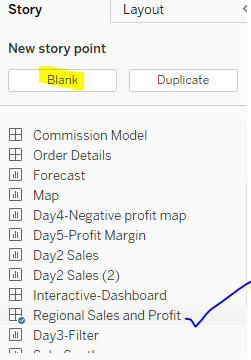 Story
Layout
New story point
Blank
Duplicate
Commission Model
Order Details
Forecast
Map
Day4-Negative profit map
Day5-Profit Margin
Day2 Sales
Day2 Sales (2)
Interactive-Dashboard
Regional Sales and Profit
Day3-Filter